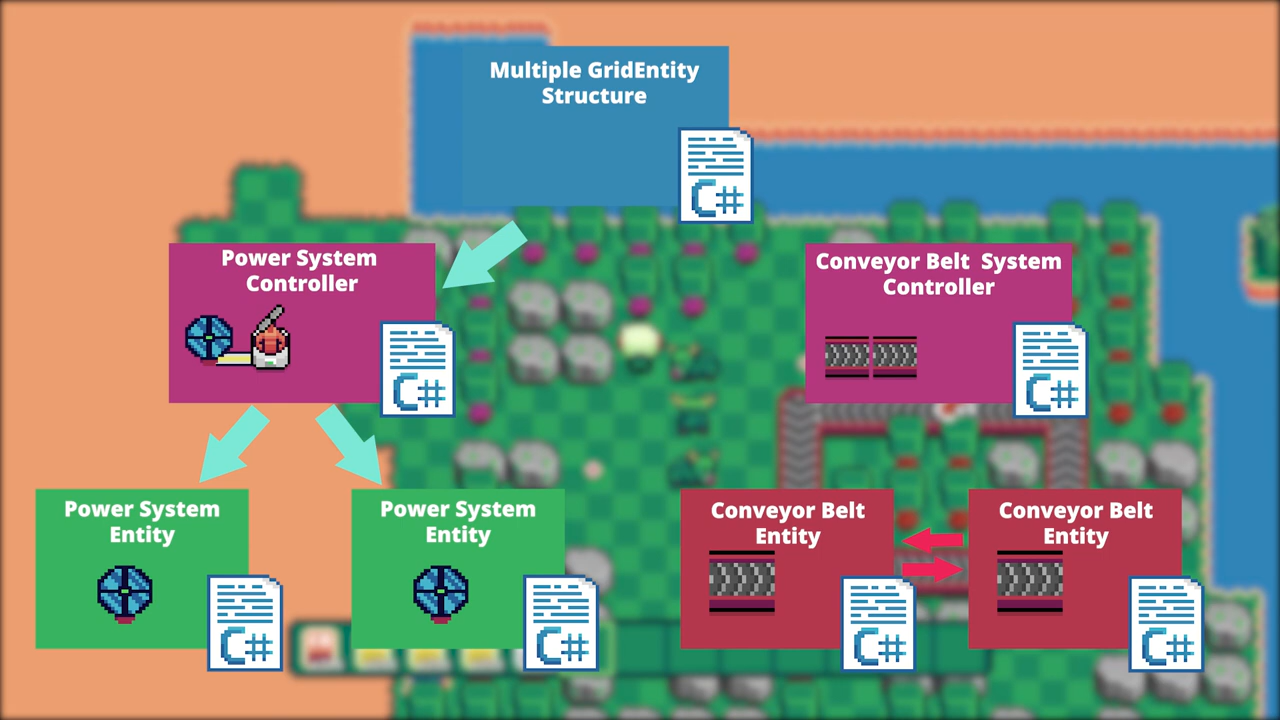 Multiple GridEntity
Structure
C#
Power System
Controller
C#
Conveyor Belt System
Controller
C#
Power System
Entity
C#
Power System
Entity
C#
Conveyor Belt
Entity
C#
Conveyor Belt
Entity
C#